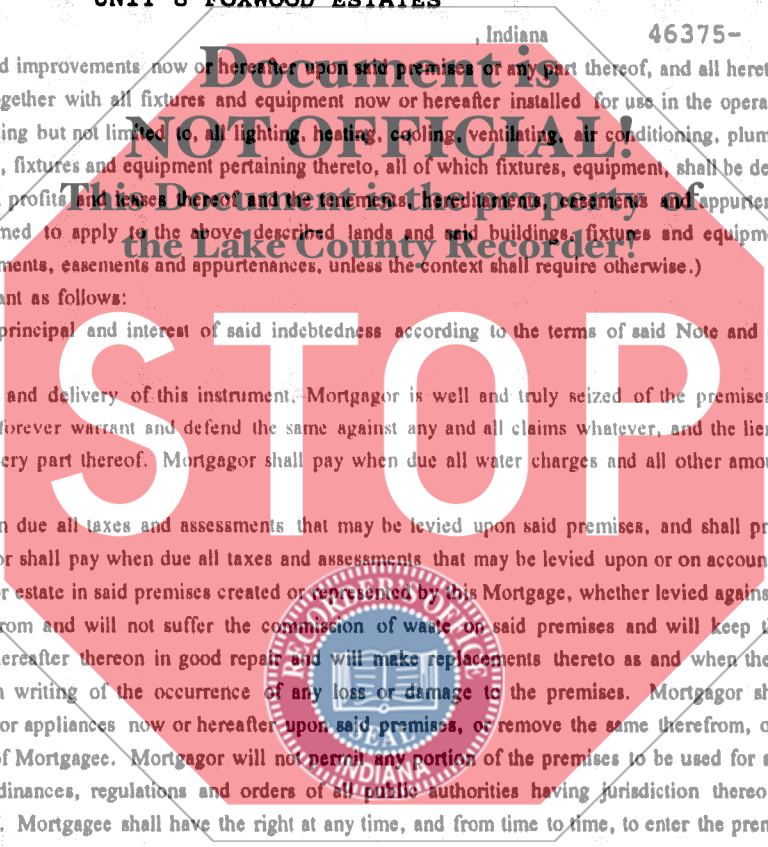 UNIT 8 FOXWOOD ESTATES
, Indiana 46375-
Document is
d improvements now or hereafter upon said premises or any part thereof, and all heret
gether with all fixtures and equipment now or hereafter installed for use in the opera
NOT OFFICIAL!
ing but not limited to, all lighting, heating, cooling, ventilating, air conditioning, plum
, fixtures and equipment pertaining thereto, all of which fixtures, equipment, shall be de
This Document is the property of
, profits and leases thereof and the tenements, hereditaments, easements and appurten
the Lake County Recorder!
med to apply to the above described lands and said buildings, fixtures and equipm
ments, easements and appurtenances, unless the context shall require otherwise.)
ant as follows:
principal and interest of said indebtedness according to the terms of said Note and
STOP
and delivery of this instrument, Mortgagor is well and truly seized of the premises
forever warrant and defend the same against any and all claims whatever, and the lien
ery part thereof. Mortgagor shall pay when due all water charges and all other amou
n due all taxes and assessments that may be levied upon said premises, and shall pr
or shall pay when due all taxes and assessments that may be levied upon or on accoun
r estate in said premises created or represented by this Mortgage, whether levied agains
rom and will not suffer the commission of waste on said premises and will keep t
ereafter thereon in good repair and will make replacements thereto as and when the
n writing of the occurrence of any loss or damage to the premises. Mortgagor sh
or appliances now or hereafter upon said premises, or remove the same therefrom, o
of Mortgagee. Mortgagor will not permit any portion of the premises to be used for a
dinances, regulations and orders of all public authorities having jurisdiction thereo
. Mortgagee shall have the right at any time, and from time to time, to enter the prem
RECORDER'S OFFICE
SEAL
INDIANA